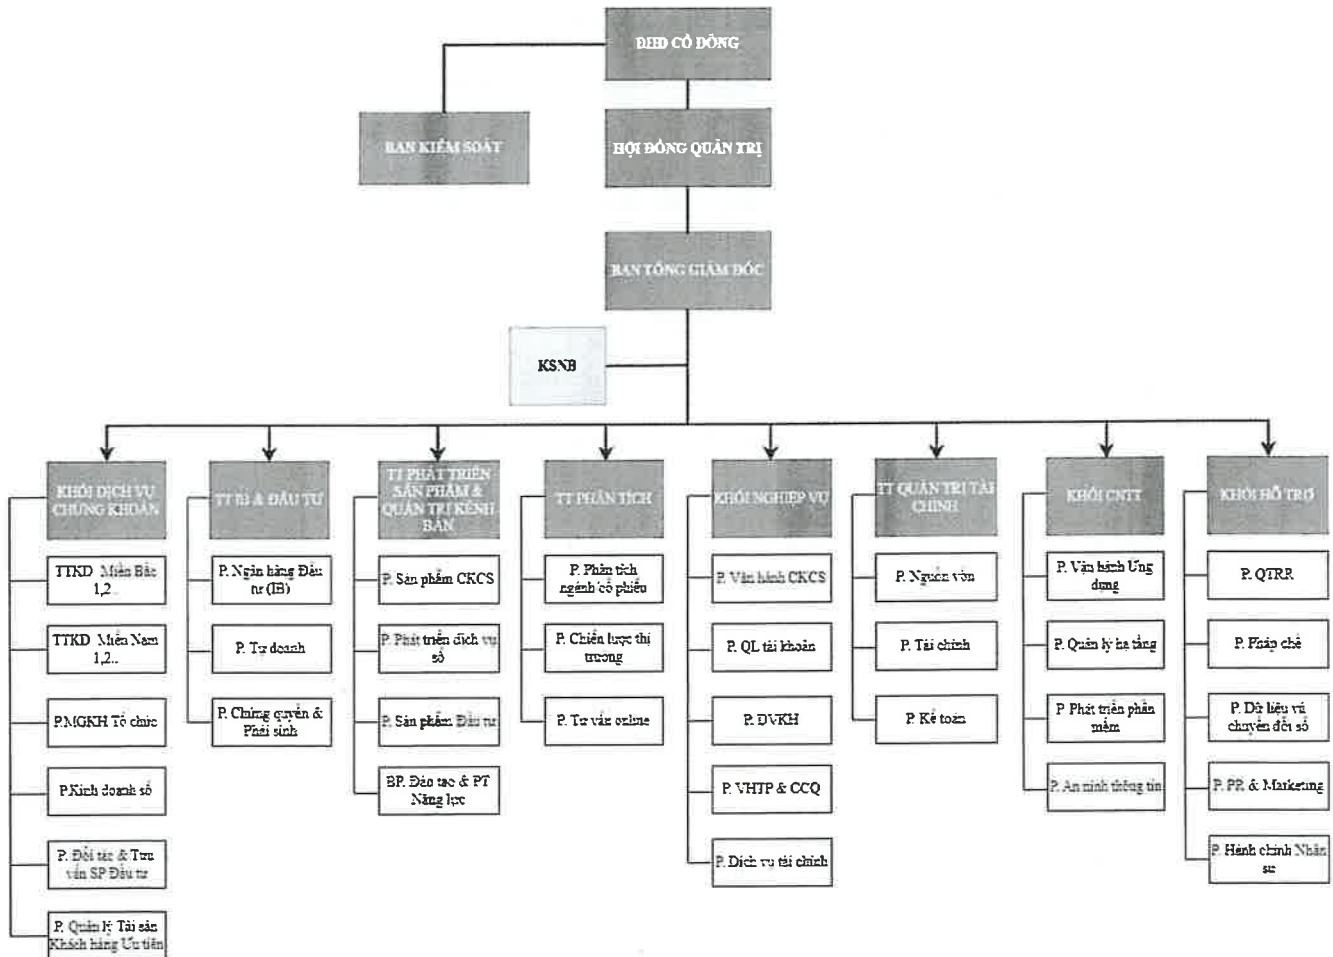 ĐHĐ CỔ ĐÔNG
BAN KIỂM SOÁT
HỘI ĐỒNG QUẢN TRỊ
BAN TỔNG GIÁM ĐỐC
KSNB
KHỐI DỊCH VỤ
CHỨNG KHOÁN
TTKD Miền Bắc
1,2..
TTKD Miền Nam
1,2..
P.MGKH Tổ chức
P.Kinh doanh số
P. Đối tác & Tưu
vấn SP Đầu tư
P. Quản lý Tài sản
Khách hàng Ưu tiên
TT IB & ĐẦU TƯ
P. Ngân hàng Đầu
tư (IB)
P. Tự doanh
P. Chứng quyền &
Phái sinh
TT PHÁT TRIỂN
SẢN PHẨM &
QUẢN TRỊ KÊNH
BÁN
P. Sản phẩm CKCS
P. Phát triển dịch vụ
số
P. Sản phẩm Đầu tư
BP. Đào tạo & PT
Năng lực
TT PHÂN TÍCH
P. Phân tích
ngành cổ phiếu
P. Chiến lược thị
trường
P. Tư vấn online
KHỐI NGHIỆP VỤ
P. Vận hành CKCS
P. QL tài khoản
P. DVKH
P. VHTP & CCQ
P. Dịch vụ tài chính
TT QUẢN TRỊ TÀI
CHÍNH
P. Nguồn vốn
P. Tài chính
P. Kế toán
KHỐI CNTT
P. Vận hành Ứng
dụng
P. Quản lý hạ tầng
P Phát triển phần
mềm
P. An ninh thông tin
KHỐI HỖ TRỢ
P. QTRR
P. Pháp chế
P. Dữ liệu và
chuyển đổi số
P. PR & Marketing
P. Hành chính Nhân
sự